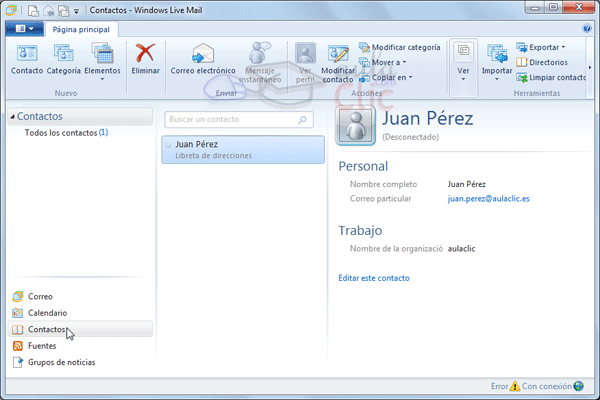 Contactos - Windows Live Mail
Página principal
Contacto
Categoría
Elementos
Nuevo
Eliminar
Correo electrónico
Mensaje instantáneo
Enviar
Ver perfil
Modificar contacto
Modificar categoría
Mover a
Copiar en
Acciones
Ver
Importar
Exportar
Directorios
Limpiar contacto
Herramientas
Contactos
Todos los contactos (1)
Buscar un contacto
Juan Pérez
Libreta de direcciones
Juan Pérez
(Desconectado)
Personal
Nombre completo Juan Pérez
Correo particular juan.perez@aulaclic.es
Trabajo
Nombre de la organizació aulaclic
Editar este contacto
Correo
Calendario
Contactos
Fuentes
Grupos de noticias
Error Con conexión